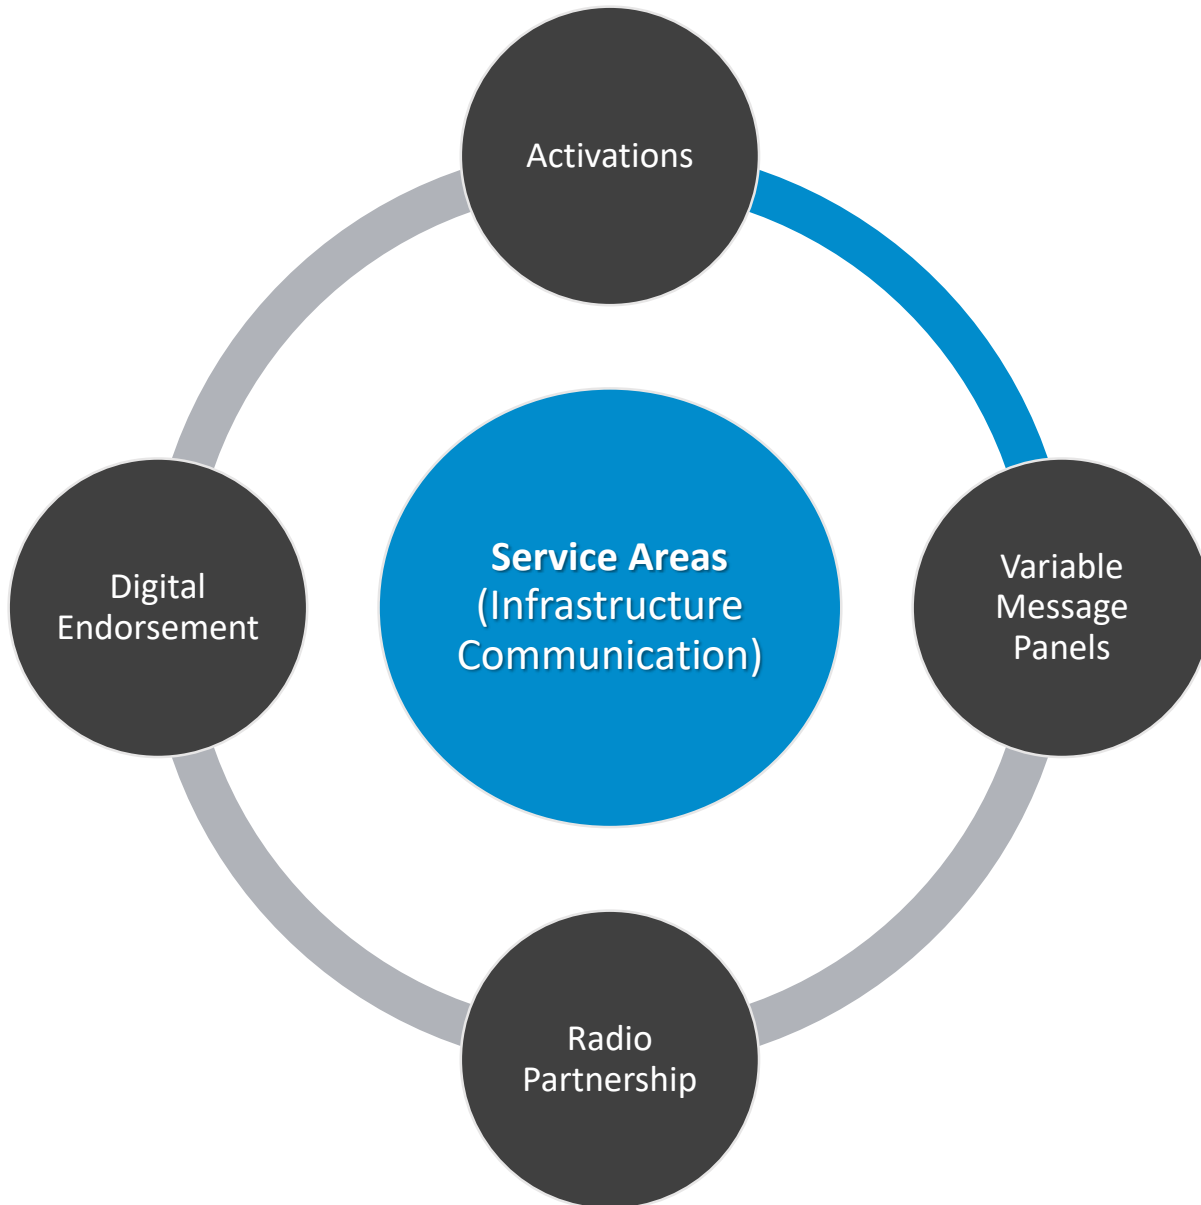 Activations
Service Areas
(Infrastructure
Communication)
Digital
Endorsement
Variable
Message
Panels
Radio
Partnership